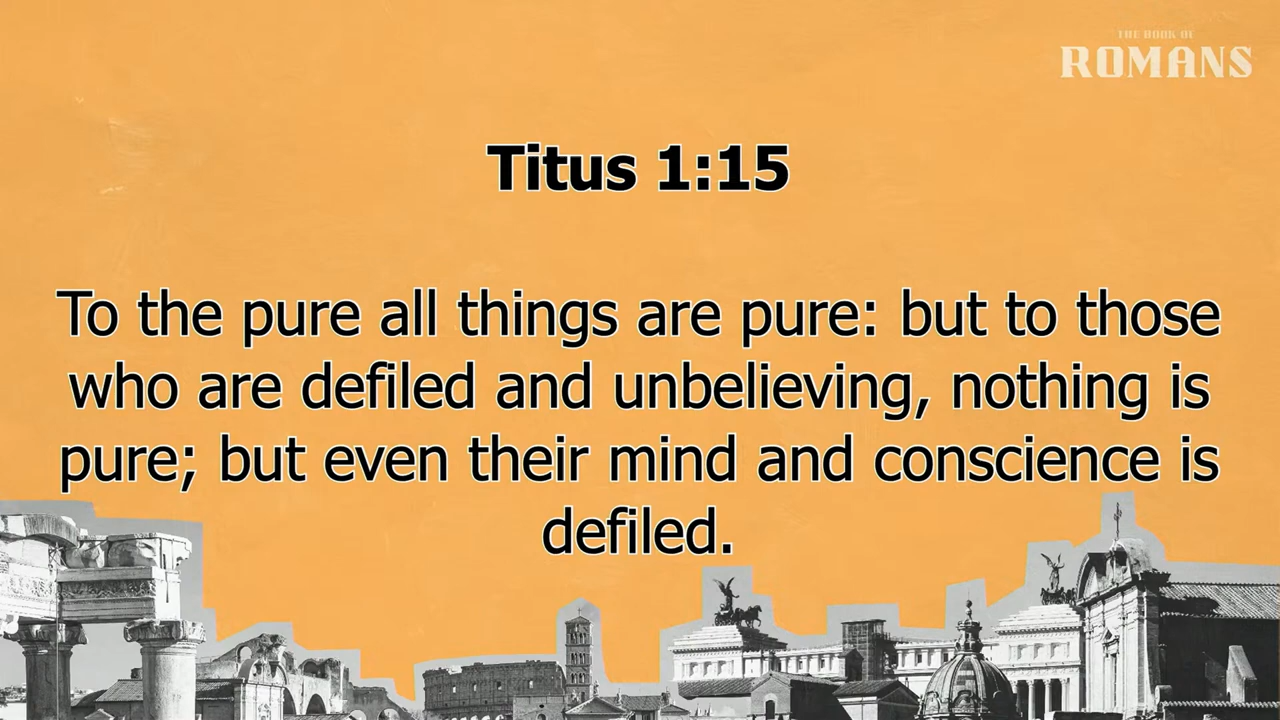 THE BOOK OF
ROMANS
Titus 1:15
To the pure all things are pure: but to those
who are defiled and unbelieving, nothing is
pure; but even their mind and conscience is
defiled.